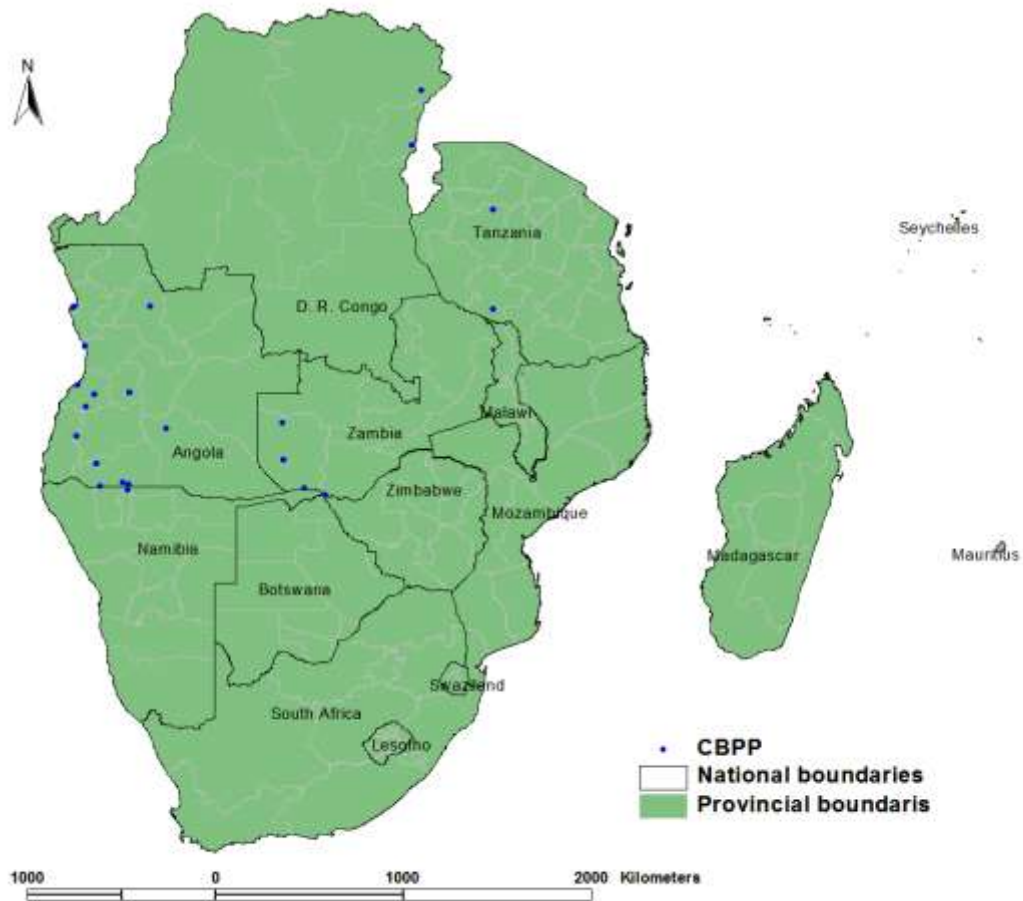 N
Seychelles
Tanzania
D. R. Congo
Malawi
Zambia
Angola
Zimbabwe
Mozambique
Namibia
Madagascar
Mauritius
Botswana
Swaziland
South Africa
Lesotho
CBPP
National boundaries
Provincial boundaris
1000 0 1000 2000 Kilometers